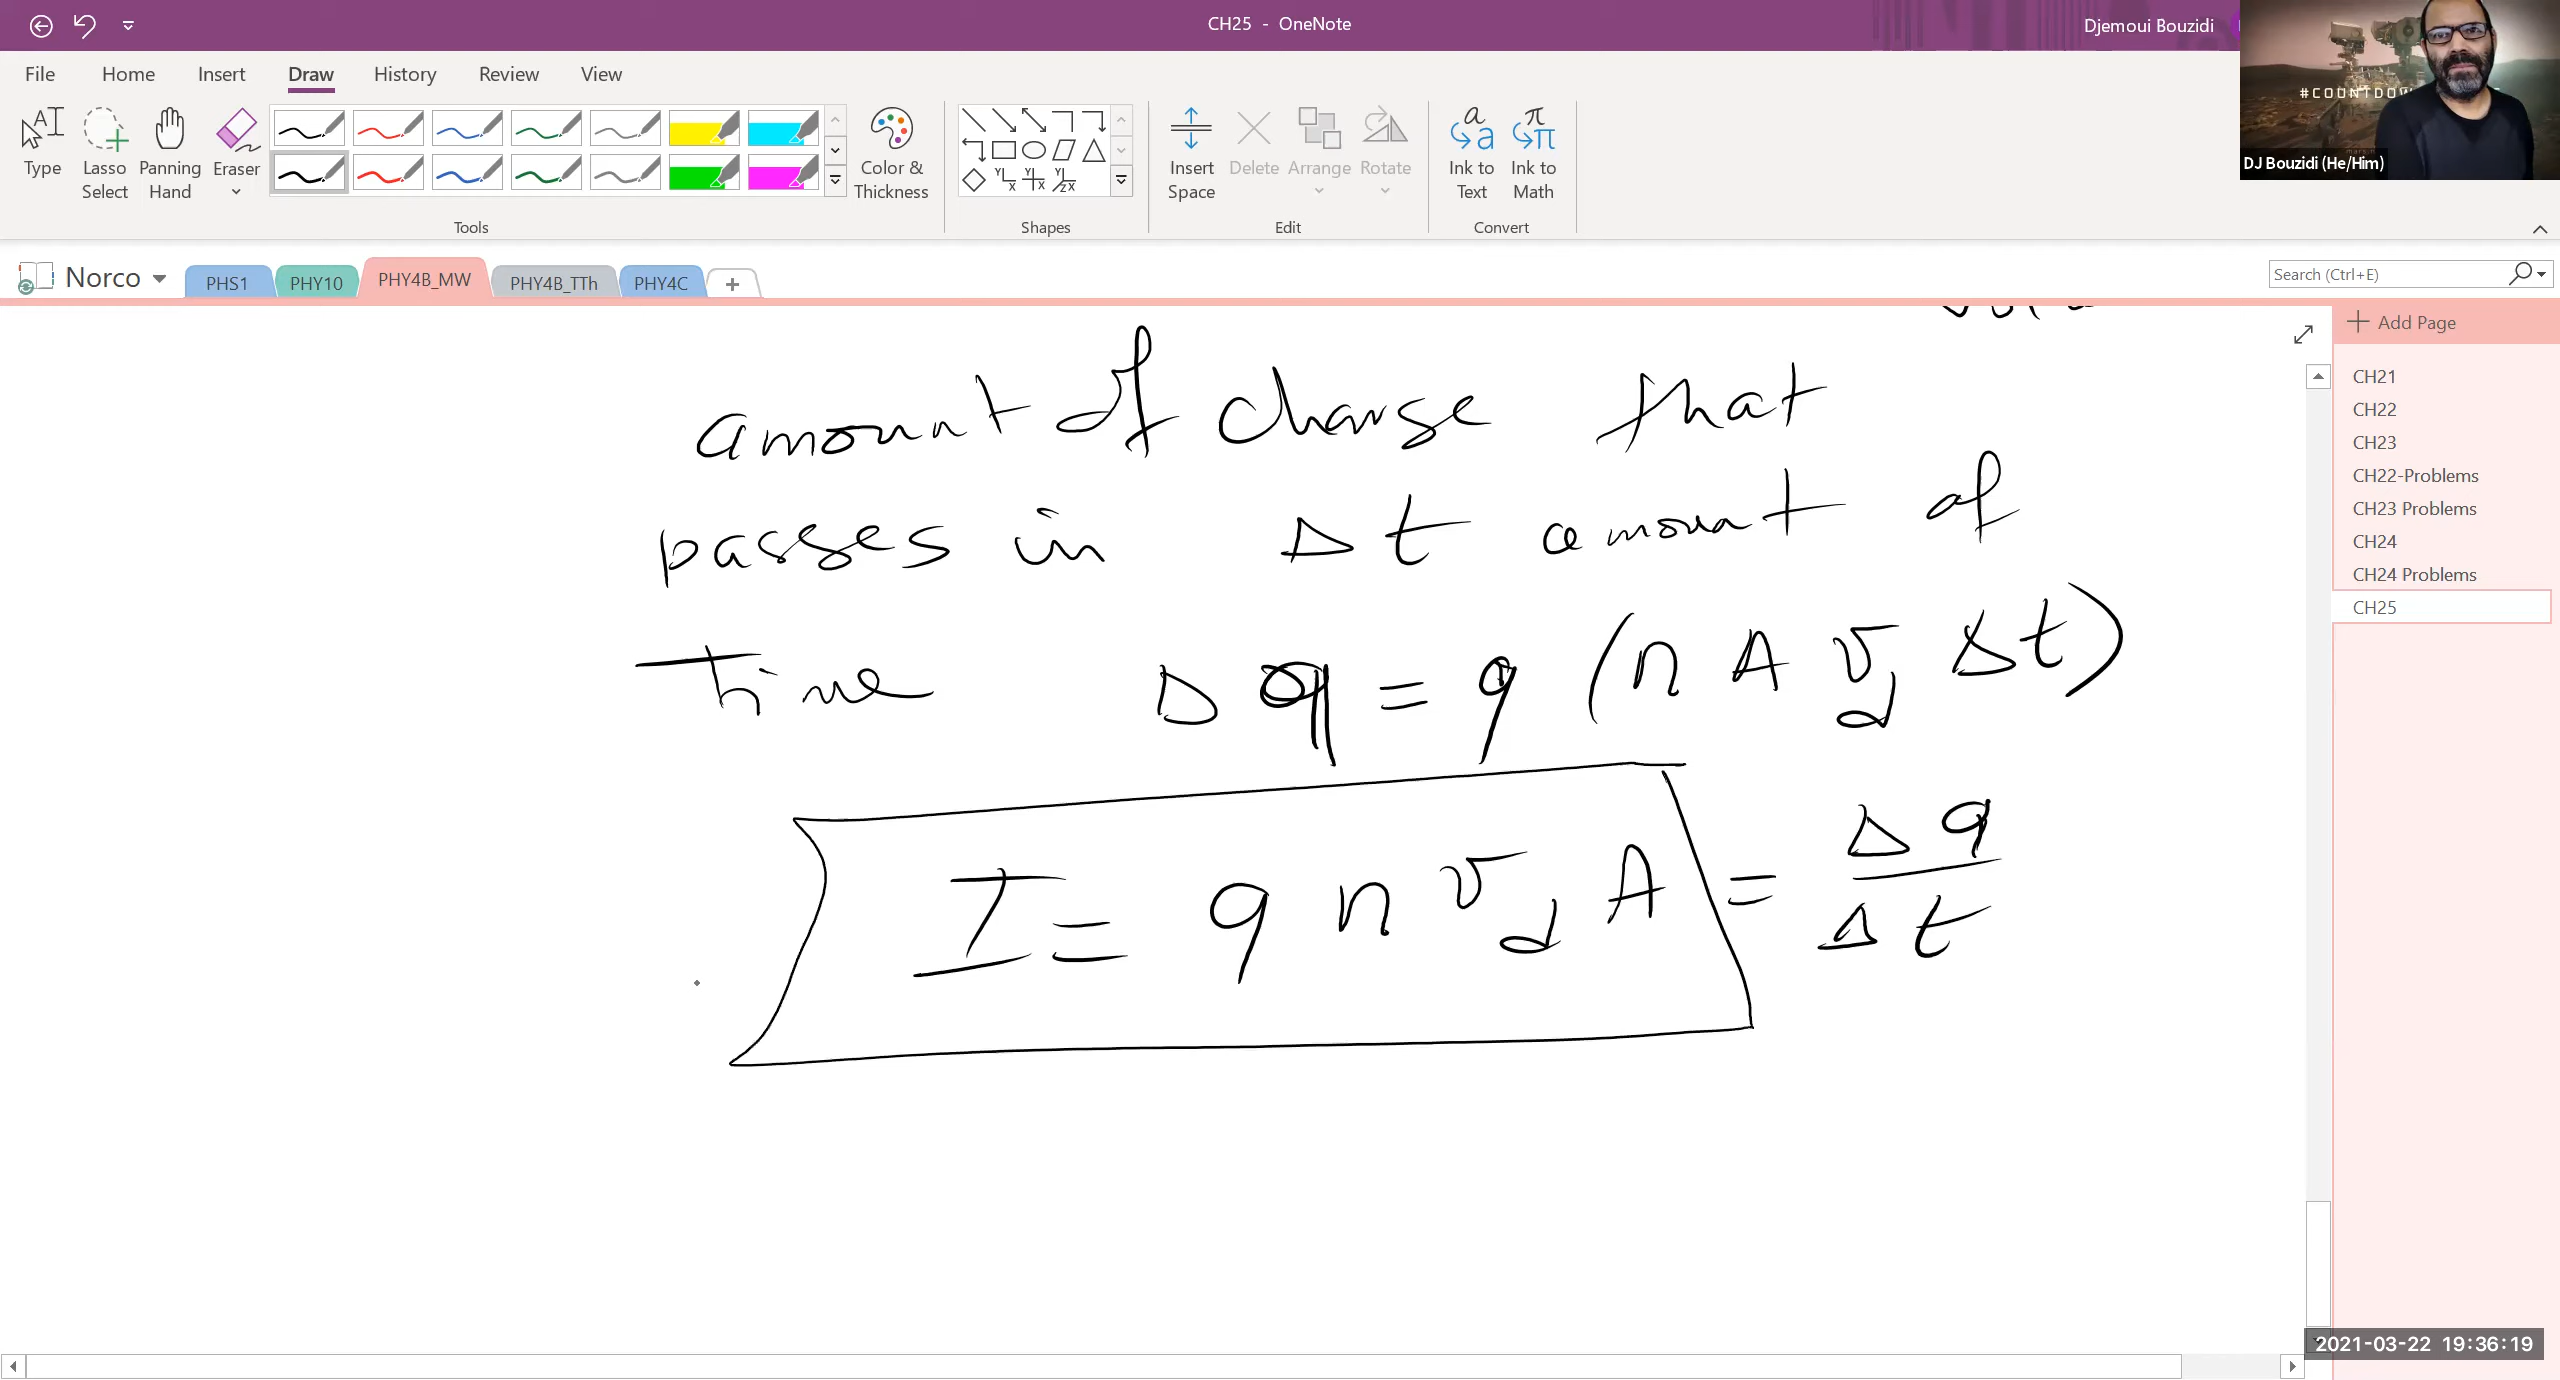 CH25 - OneNote
Djemoui Bouzidi
File Home Insert Draw History Review View
#COUNTDOW
DJ Bouzidi (He/Him)
Type
Lasso Select
Panning Hand
Eraser
Color & Thickness
Insert Space
Delete
Arrange
Rotate
Ink to Text
Ink to Math
Tools Shapes Edit Convert
Norco PHS1 PHY10 PHY4B_MW PHY4B_TTh PHY4C +
Search (Ctrl+E)
Add Page
CH21
CH22
CH23
CH22-Problems
CH23 Problems
CH24
CH24 Problems
CH25
amount of charge that
passes in Δt amount of
Time Δq = q (n A v_d Δt)
I = q n v_d A = Δq / Δt
2021-03-22 19:36:19